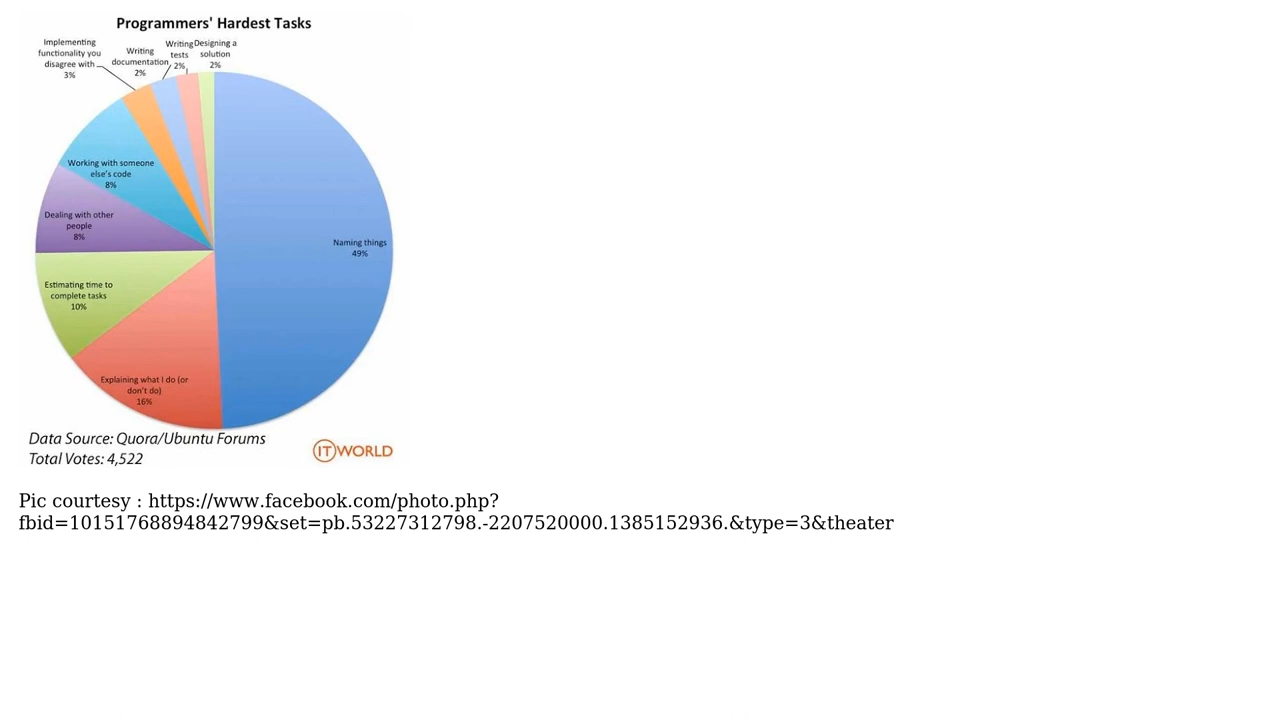 Programmers' Hardest Tasks
Implementing
functionality you
disagree with
3%
Writing
documentation
2%
Writing
tests
2%
Designing a
solution
2%
Working with someone
else's code
8%
Dealing with other
people
8%
Naming things
49%
Estimating time to
complete tasks
10%
Explaining what I do (or
don't do)
16%
Data Source: Quora/Ubuntu Forums
Total Votes: 4,522
ITWORLD
Pic courtesy : https://www.facebook.com/photo.php?
fbid=10151768894842799&set=pb.53227312798.-2207520000.1385152936.&type=3&theater